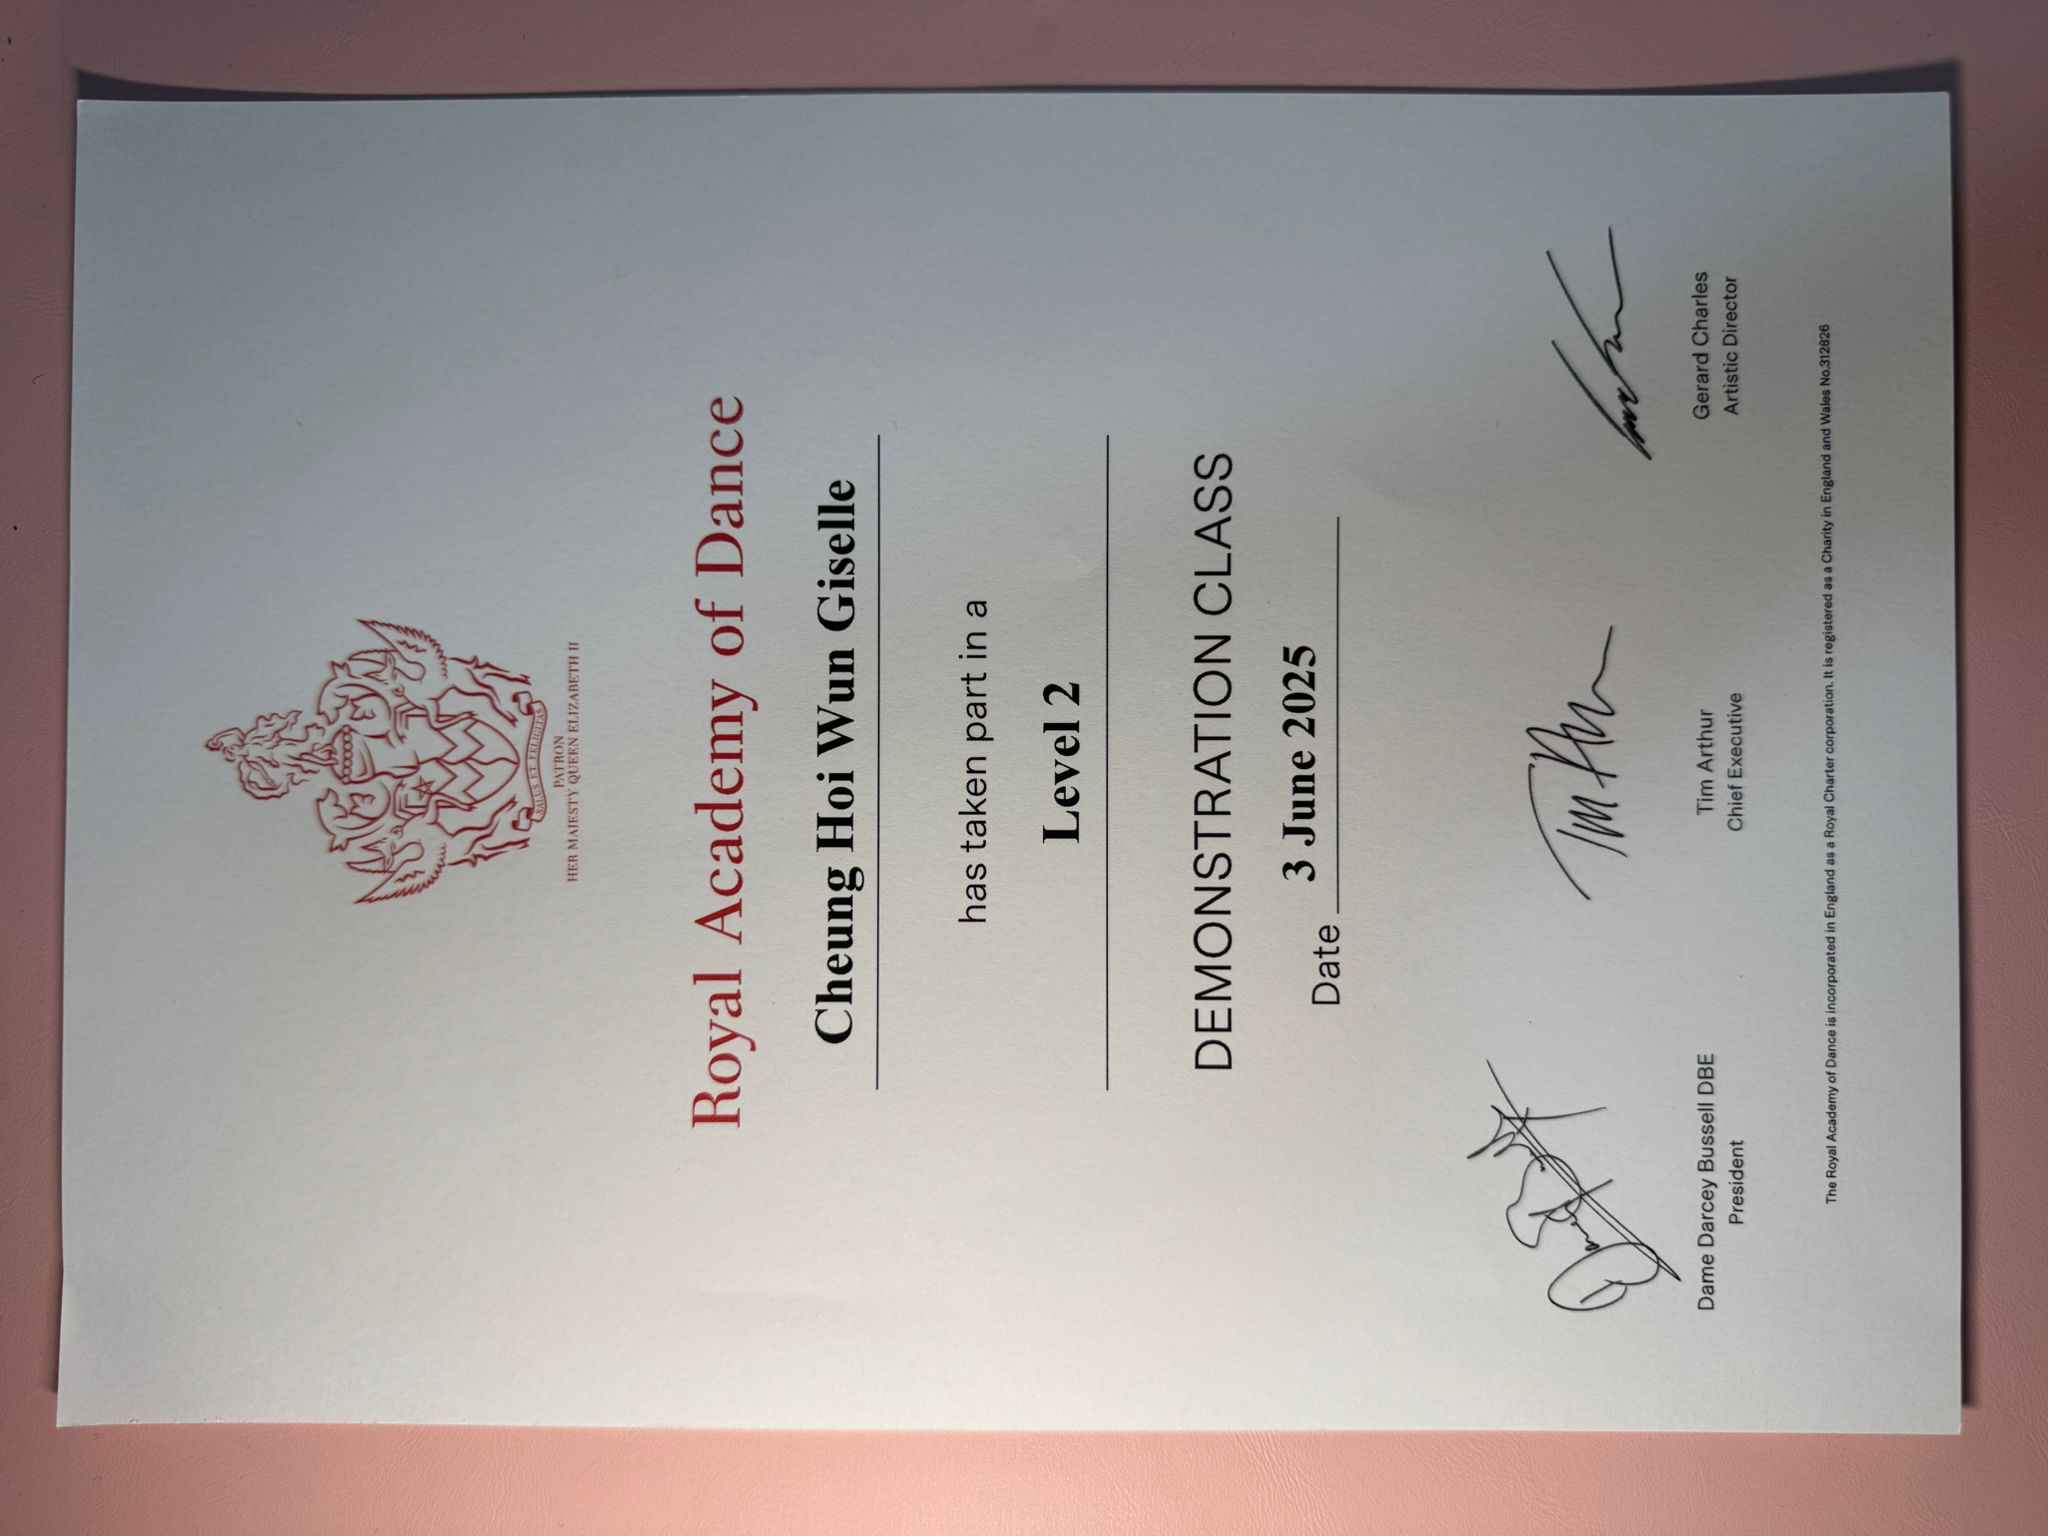 SALUS ET FELICITAS
PATRON
HER MAJESTY QUEEN ELIZABETH II
Royal Academy of Dance
Cheung Hoi Wun Giselle
has taken part in a
Level 2
DEMONSTRATION CLASS
Date 3 June 2025
Dame Darcey Bussell DBE
President
Tim Arthur
Chief Executive
Gerard Charles
Artistic Director
The Royal Academy of Dance is incorporated in England as a Royal Charter corporation. It is registered as a Charity in England and Wales No.312826